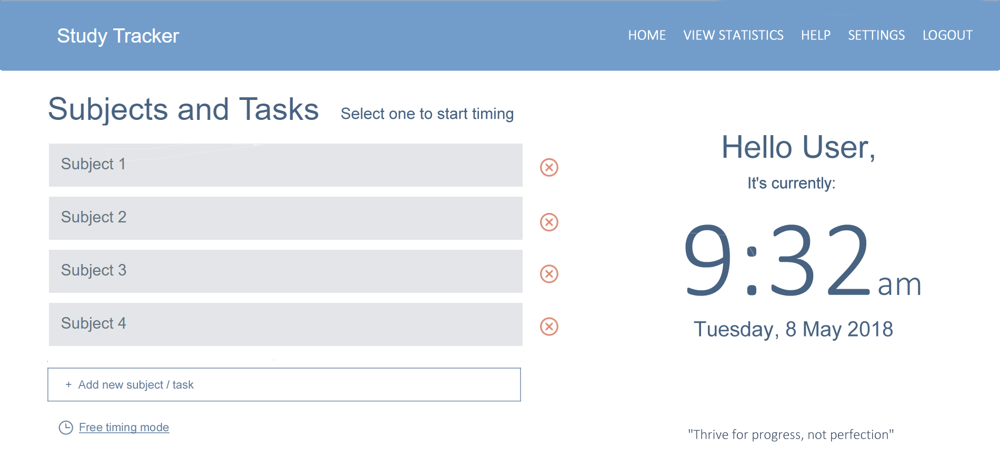 Study Tracker
HOME VIEW STATISTICS HELP SETTINGS LOGOUT
Subjects and Tasks Select one to start timing
Subject 1
Subject 2
Subject 3
Subject 4
+ Add new subject / task
Free timing mode
Hello User,
It's currently:
9:32am
Tuesday, 8 May 2018
"Thrive for progress, not perfection"